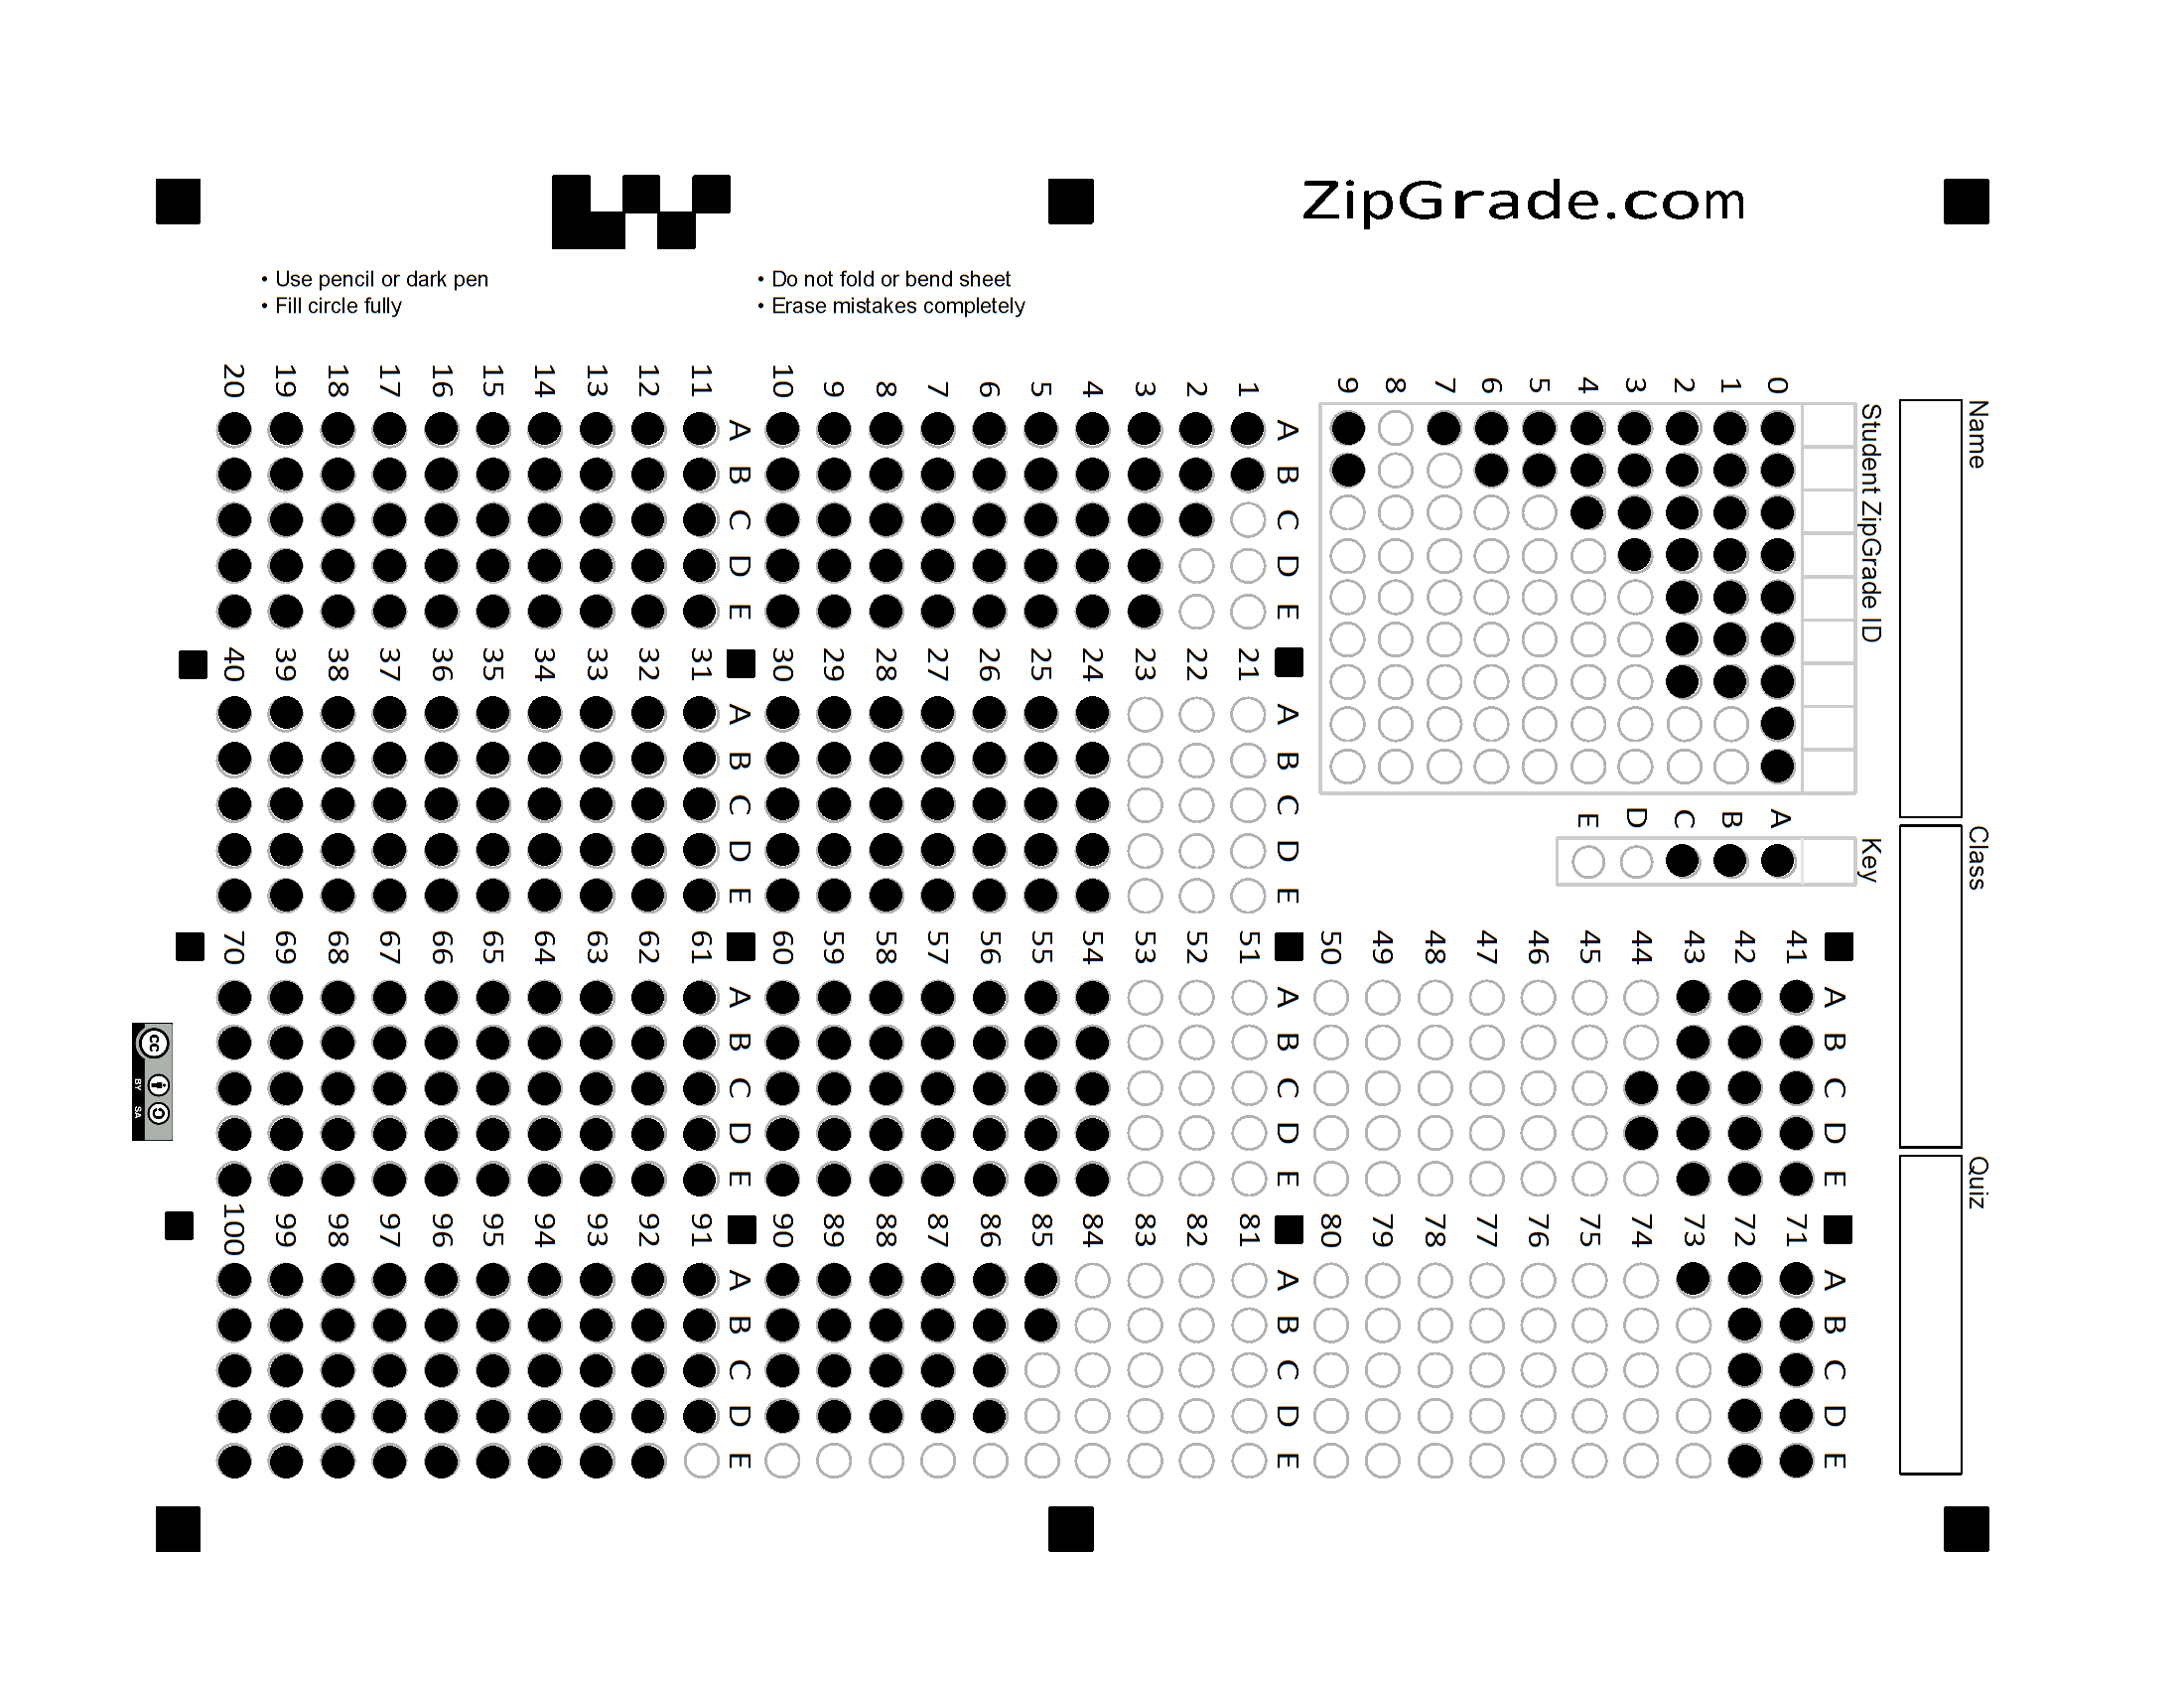 ZipGrade.com
• Use pencil or dark pen
• Fill circle fully
• Do not fold or bend sheet
• Erase mistakes completely
Name
Class
Quiz
Student ZipGrade ID
0
1
2
3
4
5
6
7
8
9
Key
A
B
C
D
E
A B C D E
1 21
2 22
3 23
4 24
5 25
6 26
7 27
8 28
9 29
10 30
A B C D E
11 31
12 32
13 33
14 34
15 35
16 36
17 37
18 38
19 39
20 40
A B C D E
A B C D E
41 71
42 72
43 73
44 74
45 75
46 76
47 77
48 78
49 79
50 80
A B C D E
A B C D E
51 81
52 82
53 83
54 84
55 85
56 86
57 87
58 88
59 89
60 90
A B C D E
A B C D E
61 91
62 92
63 93
64 94
65 95
66 96
67 97
68 98
69 99
70 100
A B C D E
A B C D E
A B C D E
cc
BY SA